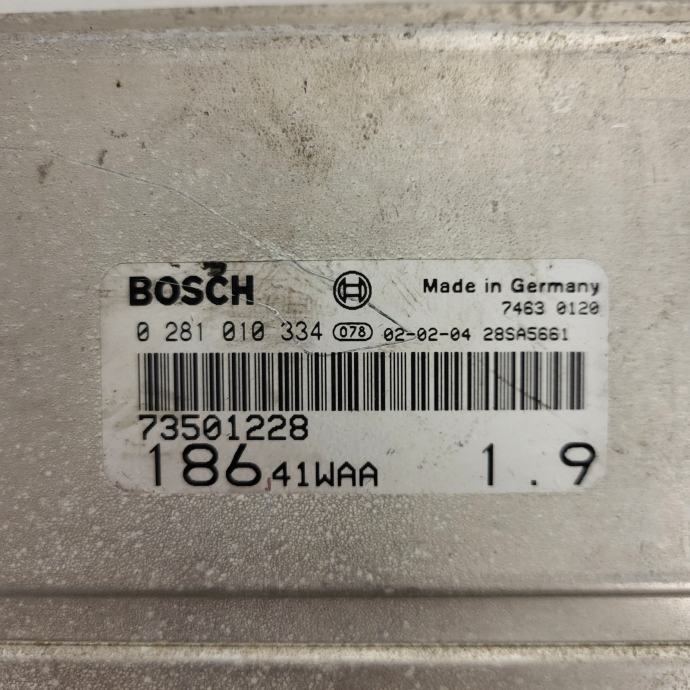 BOSCH Made in Germany
7463 0120
0 281 010 334 078 02-02-04 28SA5661
73501228
186.41WAA 1.9